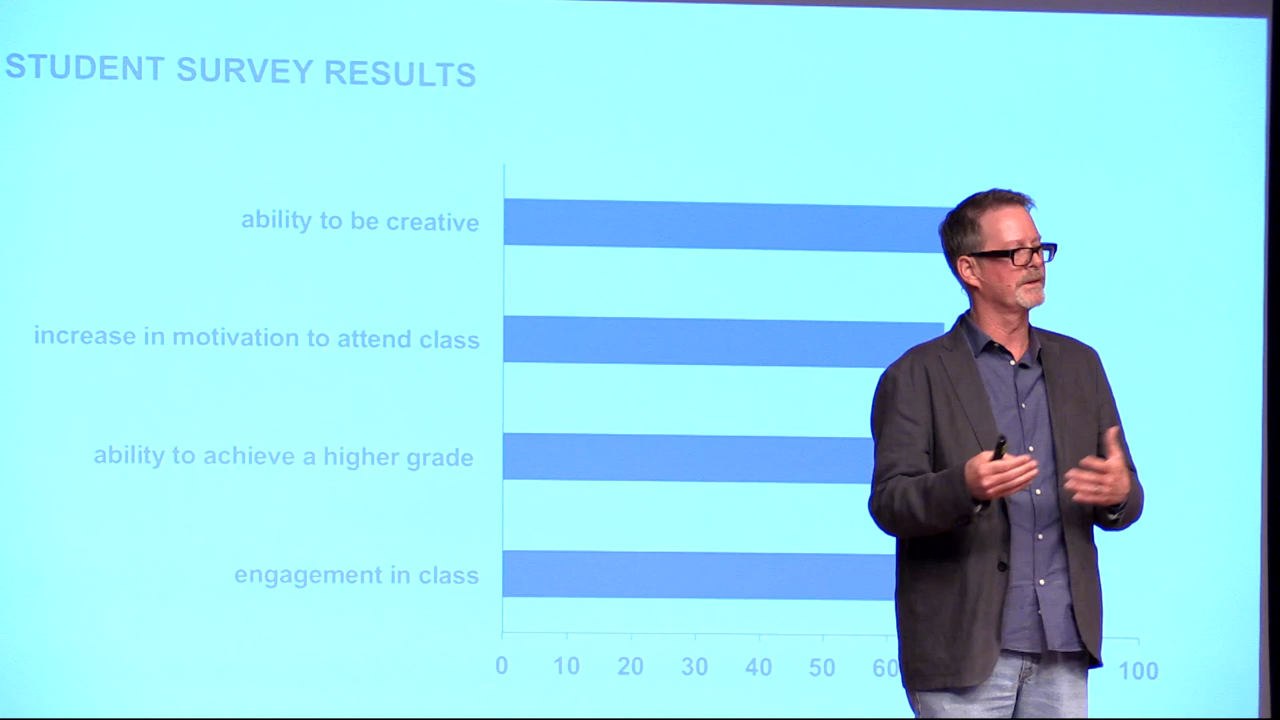 STUDENT SURVEY RESULTS
ability to be creative
increase in motivation to attend class
ability to achieve a higher grade
engagement in class
0 10 20 30 40 50 60 100